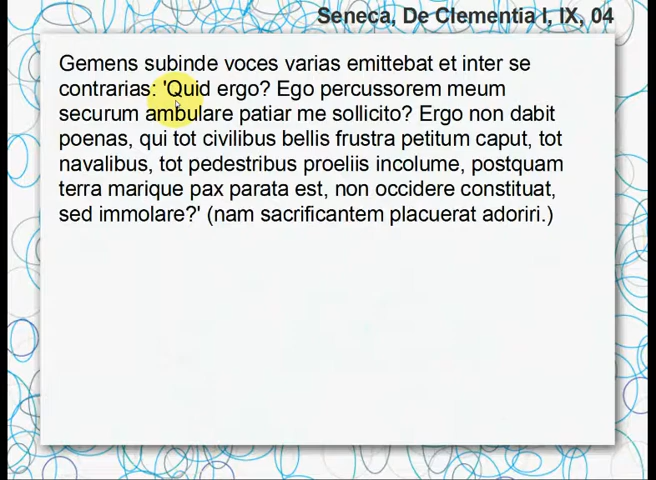 Seneca, De Clementia I, IX, 04
Gemens subinde voces varias emittebat et inter se
contrarias: 'Quid ergo? Ego percussorem meum
securum ambulare patiar me sollicito? Ergo non dabit
poenas, qui tot civilibus bellis frustra petitum caput, tot
navalibus, tot pedestribus proeliis incolume, postquam
terra marique pax parata est, non occidere constituat,
sed immolare?' (nam sacrificantem placuerat adoriri.)